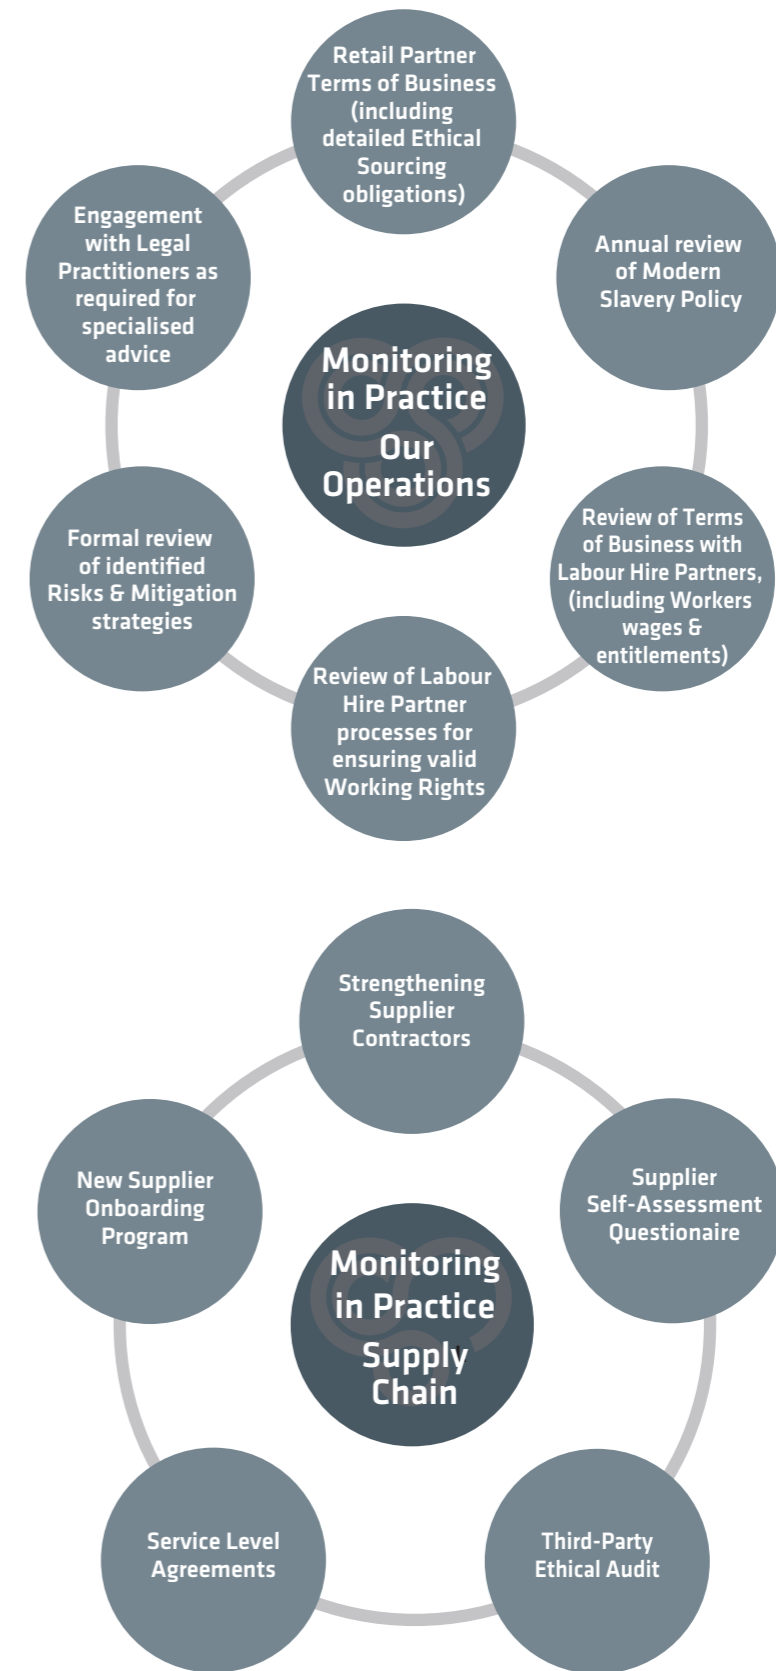 Retail Partner
Terms of Business
(including
detailed Ethical
Sourcing
obligations)
Annual review
of Modern
Slavery Policy
Review of Terms
of Business with
Labour Hire Partners,
(including Workers
wages &
entitlements)
Review of Labour
Hire Partner
processes for
ensuring valid
Working Rights
Formal review
of identified
Risks & Mitigation
strategies
Engagement
with Legal
Practitioners as
required for
specialised
advice
Monitoring
in Practice
Our
Operations
Strengthening
Supplier
Contractors
Supplier
Self-Assessment
Questionaire
Third-Party
Ethical Audit
Service Level
Agreements
New Supplier
Onboarding
Program
Monitoring
in Practice
Supply
Chain